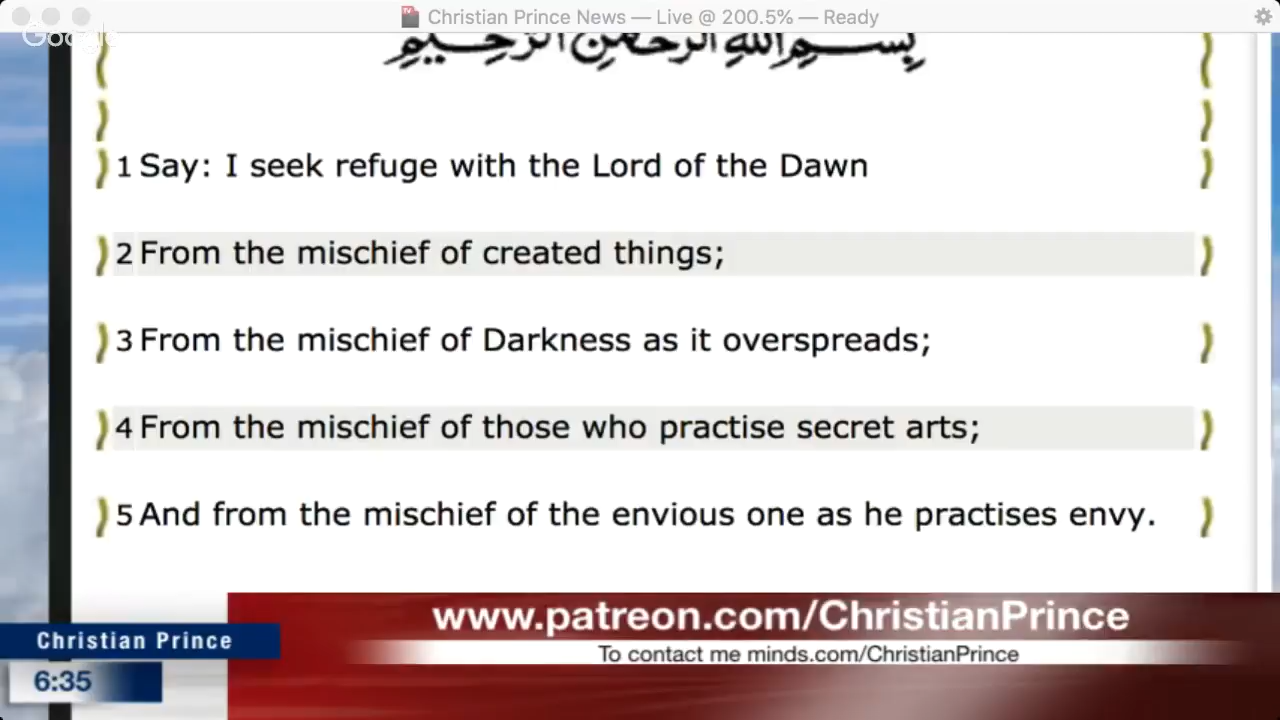 Christian Prince News — Live @ 200.5% — Ready
Google
بِسْمِ اللهِ الرَّحْمٰنِ الرَّحِيْمِ
1 Say: I seek refuge with the Lord of the Dawn
2 From the mischief of created things;
3 From the mischief of Darkness as it overspreads;
4 From the mischief of those who practise secret arts;
5 And from the mischief of the envious one as he practises envy.
www.patreon.com/ChristianPrince
Christian Prince
To contact me minds.com/ChristianPrince
6:35